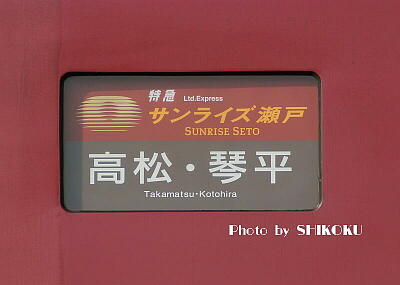 特急 Ltd.Express
サンライズ瀬戸
SUNRISE SETO
高松・琴平
Takamatsu・Kotohira
Photo by SHIKOKU